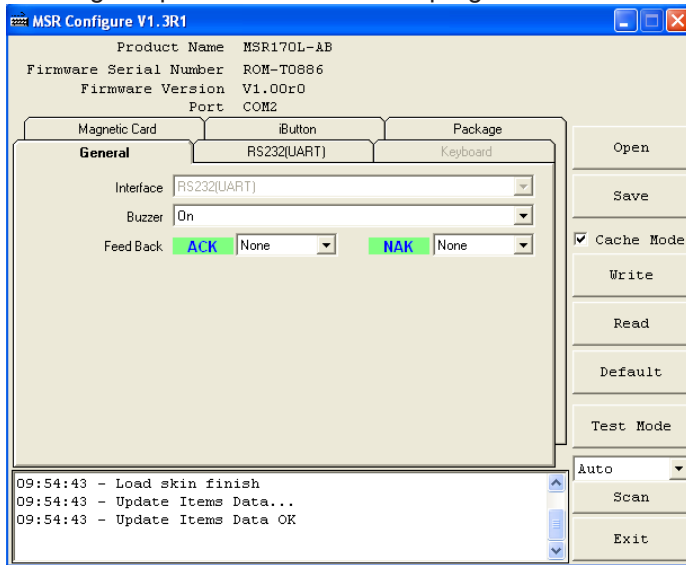 MSR Configure V1.3R1
Product Name MSR170L-AB
Firmware Serial Number ROM-T0886
Firmware Version V1.00r0
Port COM2
Magnetic Card iButton Package
General RS232(UART) Keyboard
Interface RS232(UART)
Buzzer On
Feed Back ACK None NAK None
Open
Save
Cache Mode
Write
Read
Default
Test Mode
Auto
Scan
Exit
09:54:43 - Load skin finish
09:54:43 - Update Items Data...
09:54:43 - Update Items Data OK